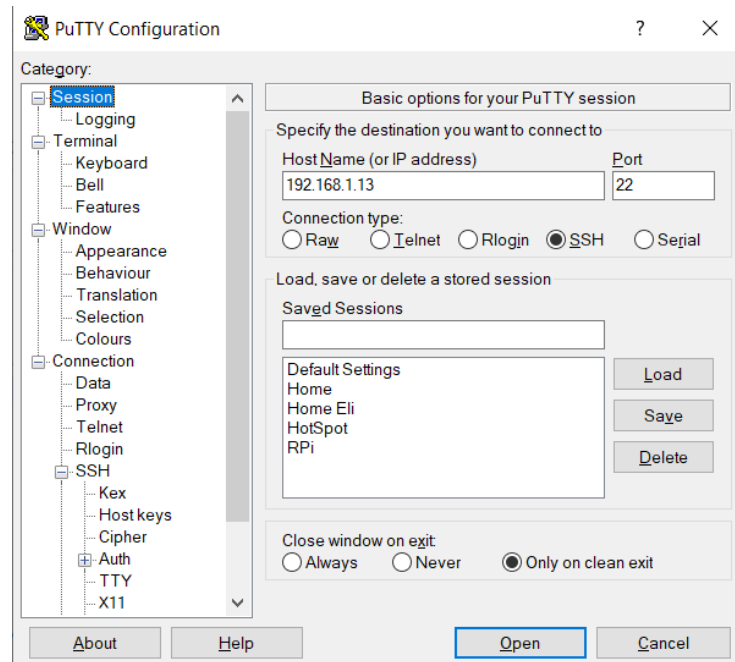 PuTTY Configuration
?
Category:
Session
Logging
Terminal
Keyboard
Bell
Features
Window
Appearance
Behaviour
Translation
Selection
Colours
Connection
Data
Proxy
Telnet
Rlogin
SSH
Kex
Host keys
Cipher
Auth
TTY
X11
Basic options for your PuTTY session
Specify the destination you want to connect to
Host Name (or IP address) Port
192.168.1.13 22
Connection type:
Raw Telnet Rlogin SSH Serial
Load, save or delete a stored session
Saved Sessions
Default Settings
Home
Home Eli
HotSpot
RPi
Load
Save
Delete
Close window on exit:
Always Never Only on clean exit
About Help Open Cancel